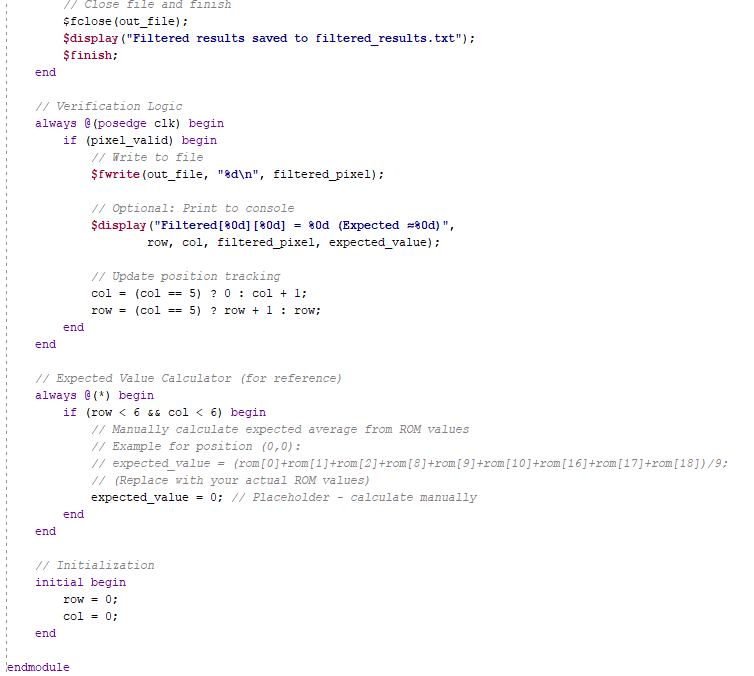 // Close file and finish
$fclose(out_file);
$display("Filtered results saved to filtered_results.txt");
$finish;
end
// Verification Logic
always @(posedge clk) begin
if (pixel_valid) begin
// Write to file
$fwrite(out_file, "%d\n", filtered_pixel);
// Optional: Print to console
$display("Filtered[%0d][%0d] = %0d (Expected ≈%0d)",
row, col, filtered_pixel, expected_value);
// Update position tracking
col = (col == 5) ? 0 : col + 1;
row = (col == 5) ? row + 1 : row;
end
end
// Expected Value Calculator (for reference)
always @(*) begin
if (row < 6 && col < 6) begin
// Manually calculate expected average from ROM values
// Example for position (0,0):
// expected_value = (rom[0]+rom[1]+rom[2]+rom[8]+rom[9]+rom[10]+rom[16]+rom[17]+rom[18])/9;
// (Replace with your actual ROM values)
expected_value = 0; // Placeholder - calculate manually
end
end
// Initialization
initial begin
row = 0;
col = 0;
end
endmodule